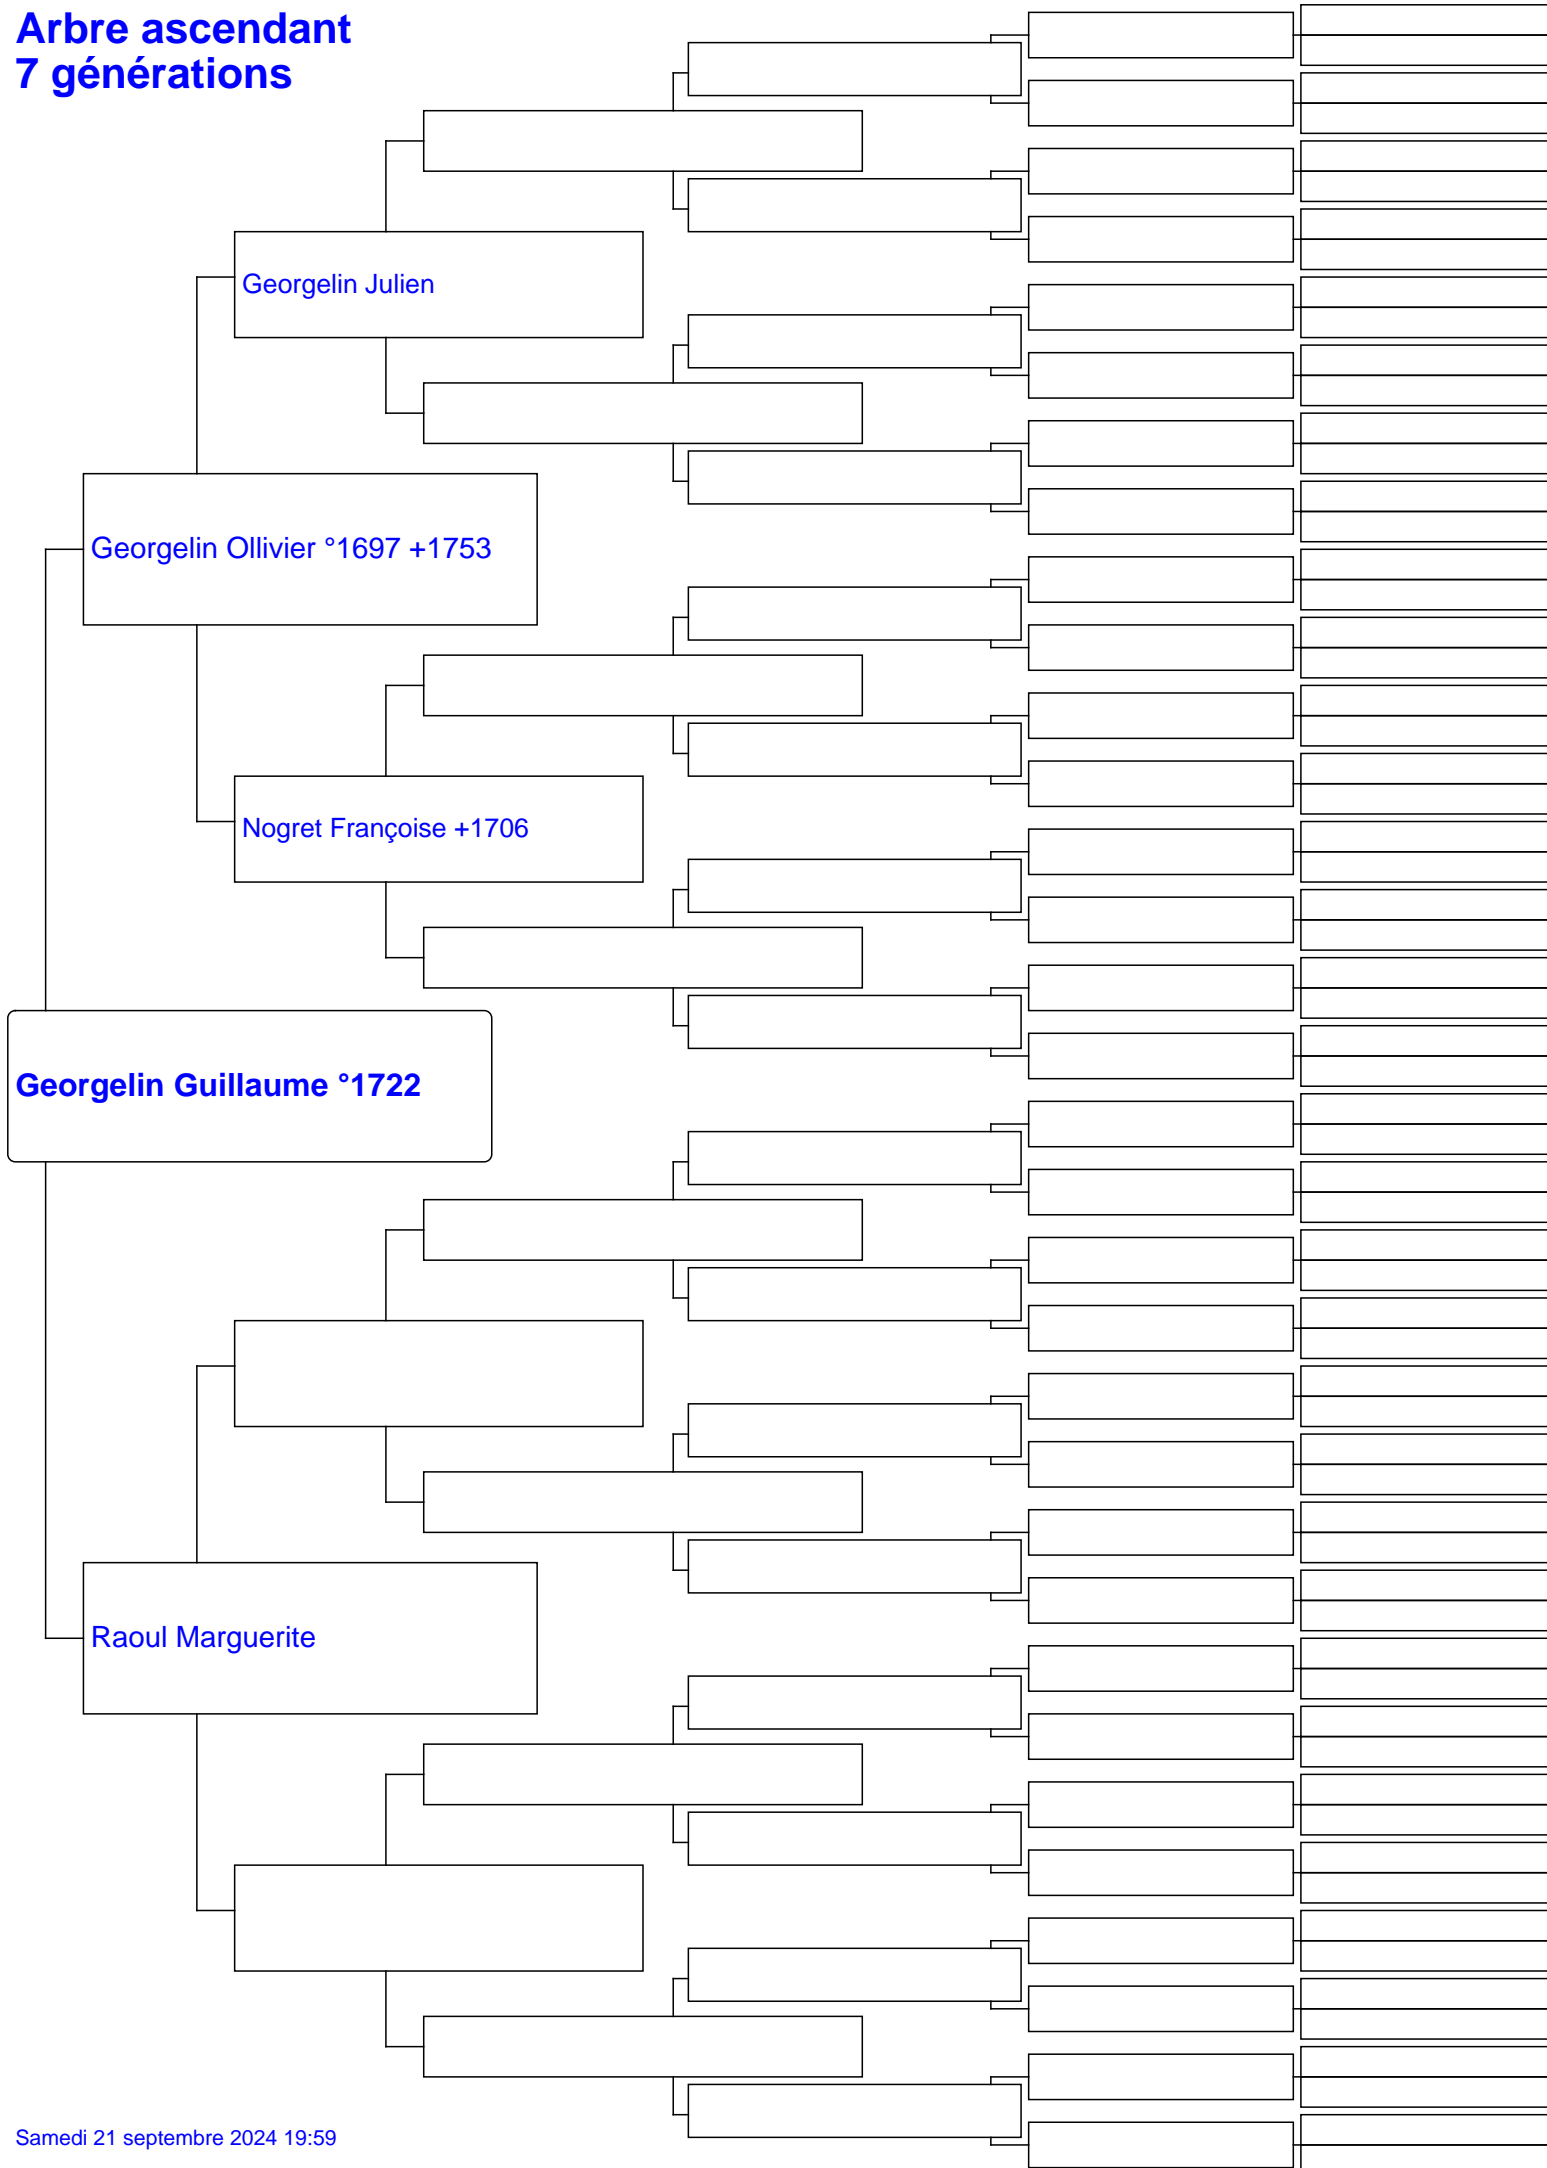 Arbre ascendant
7 générations
Georgelin Julien
Georgelin Ollivier °1697 +1753
Nogret Françoise +1706
Georgelin Guillaume °1722
Raoul Marguerite
Samedi 21 septembre 2024 19:59